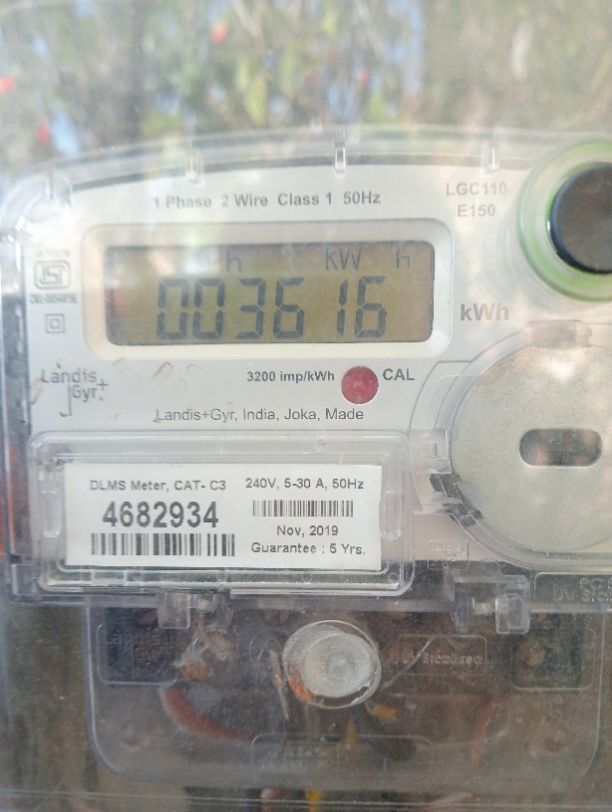 1 Phase 2 Wire Class 1 50Hz
LGC110
E150
Ph kW h
003616
kWh
Landis
Gyr+
3200 imp/kWh
CAL
Landis+Gyr, India, Joka, Made
DLMS Meter, CAT- C3
240V, 5-30 A, 50Hz
4682934
Nov, 2019
Guarantee : 5 Yrs.